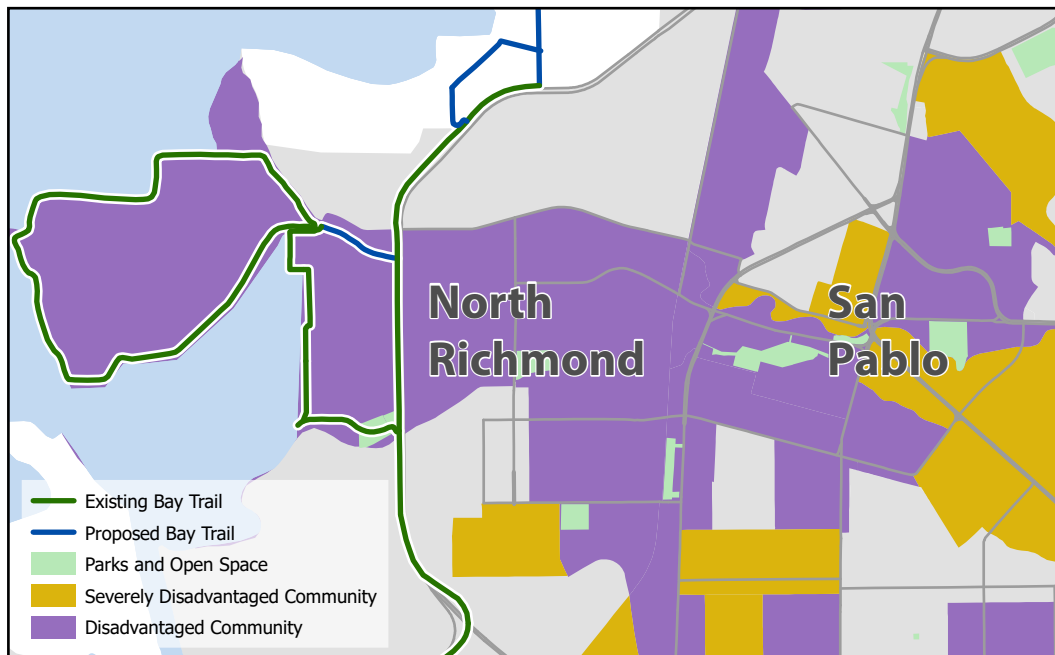 North
Richmond
San
Pablo
Existing Bay Trail
Proposed Bay Trail
Parks and Open Space
Severely Disadvantaged Community
Disadvantaged Community